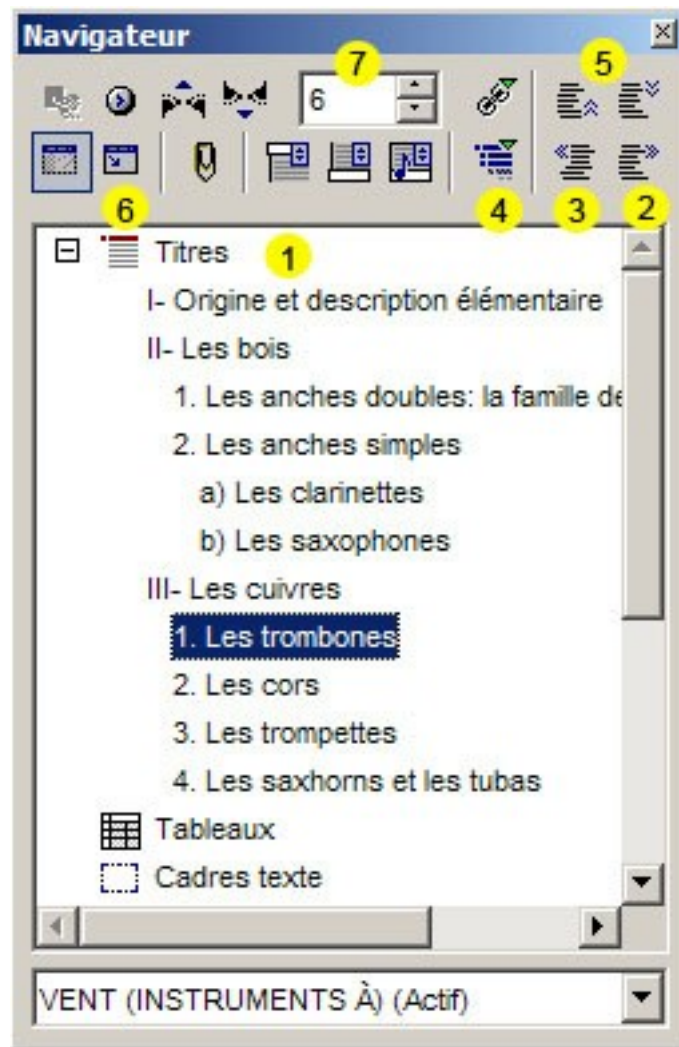 Navigateur
7
5
6
6
4
3
2
Titres
1
I- Origine et description élémentaire
II- Les bois
1. Les anches doubles: la famille de
2. Les anches simples
a) Les clarinettes
b) Les saxophones
III- Les cuivres
1. Les trombones
2. Les cors
3. Les trompettes
4. Les saxhorns et les tubas
Tableaux
Cadres texte
VENT (INSTRUMENTS À) (Actif)